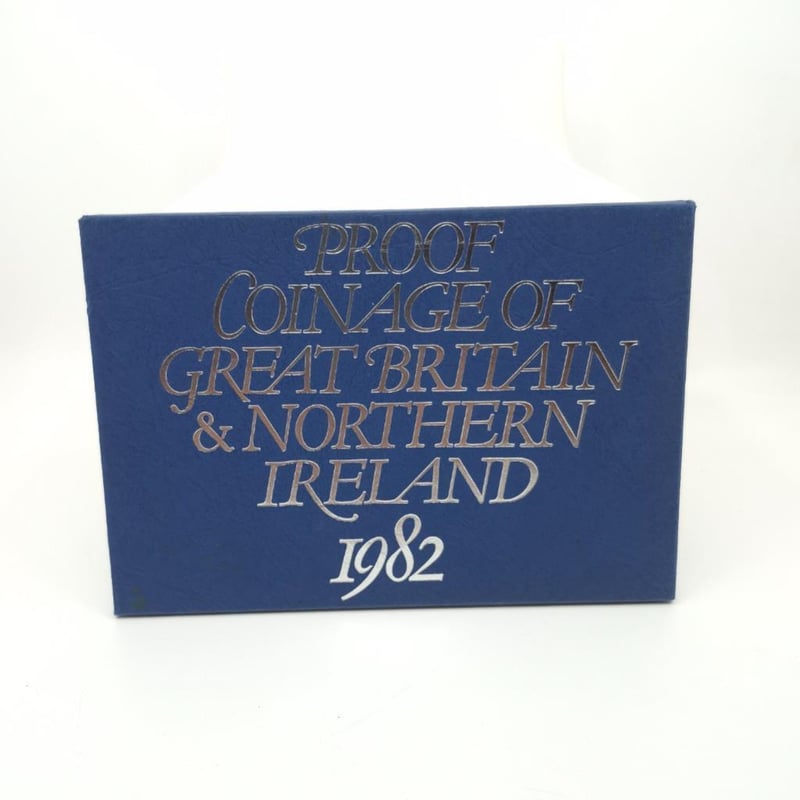 PROOF
COINAGE OF
GREAT BRITAIN
& NORTHERN
IRELAND
1982